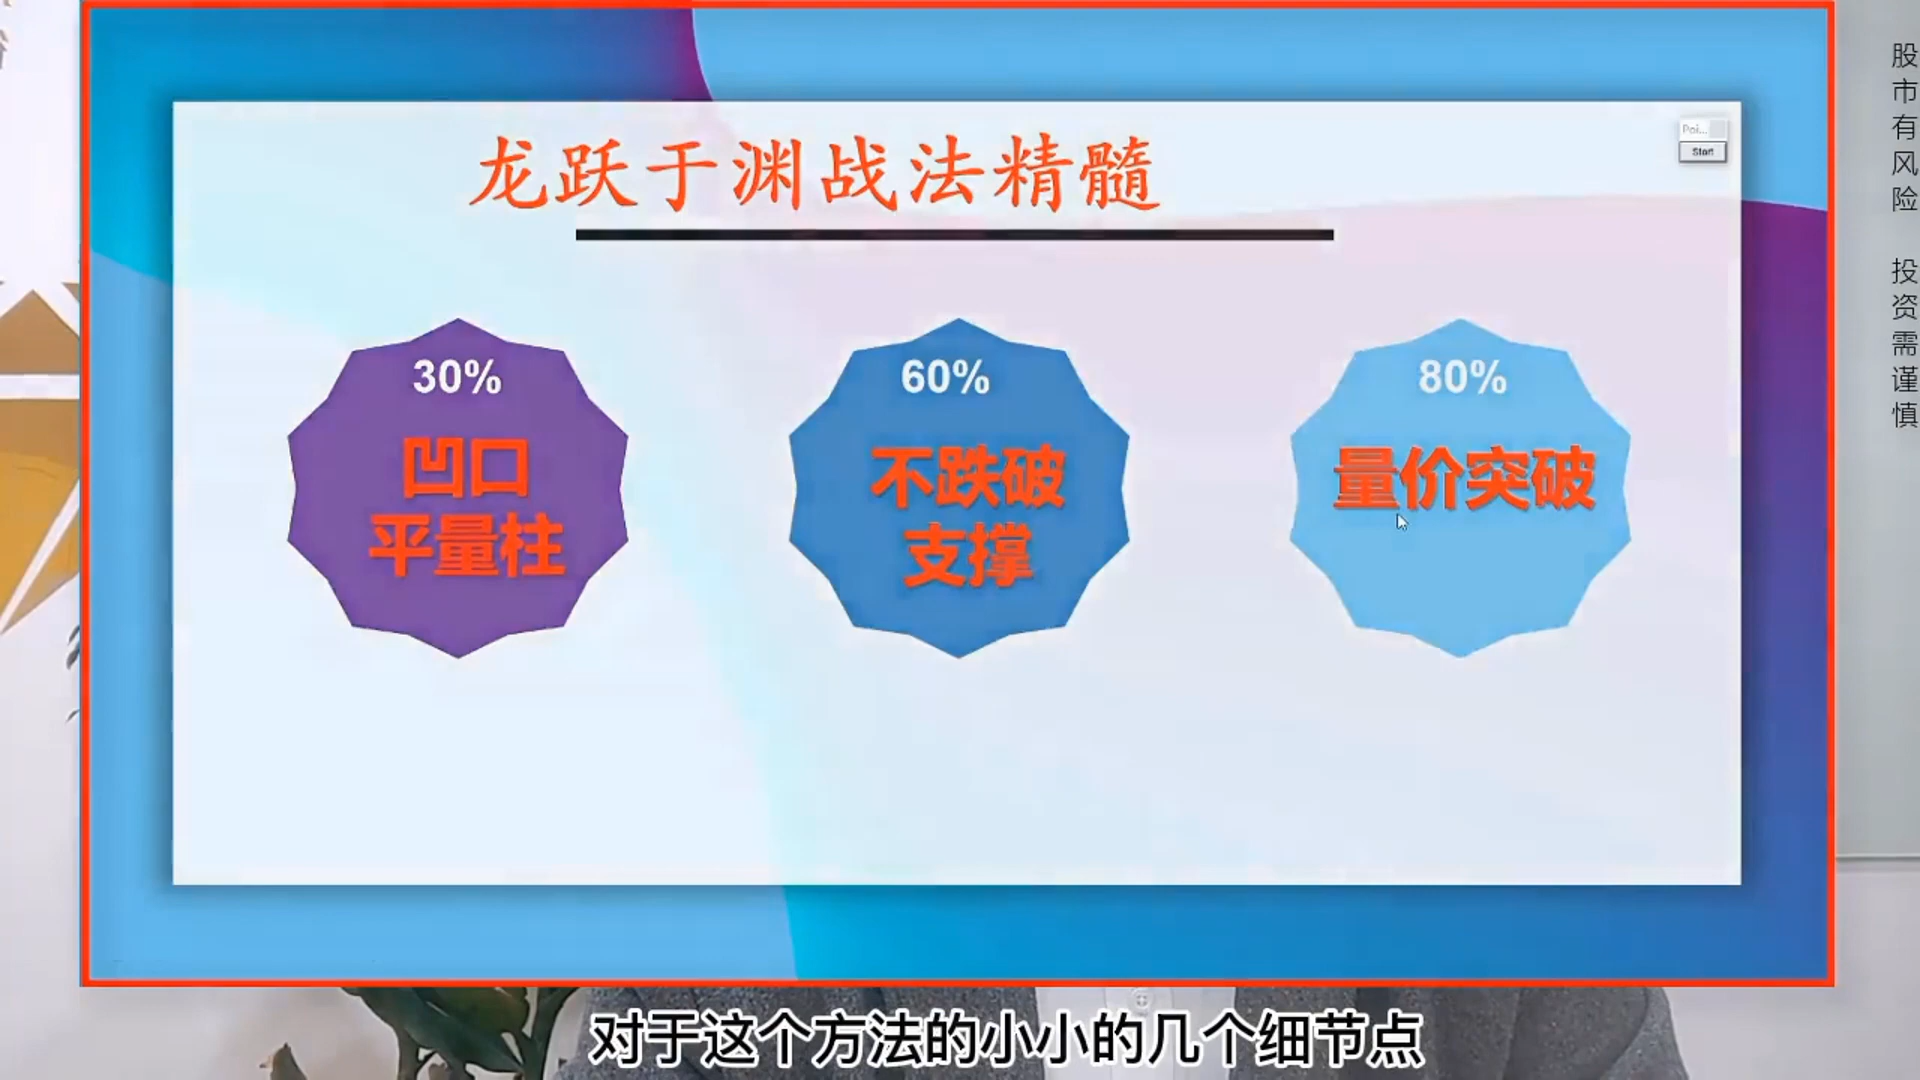 龙跃于渊战法精髓
Poi...
Start
30%
凹口
平量柱
60%
不跌破
支撑
80%
量价突破
股市有风险 投资需谨慎
对于这个方法的小小的几个细节点